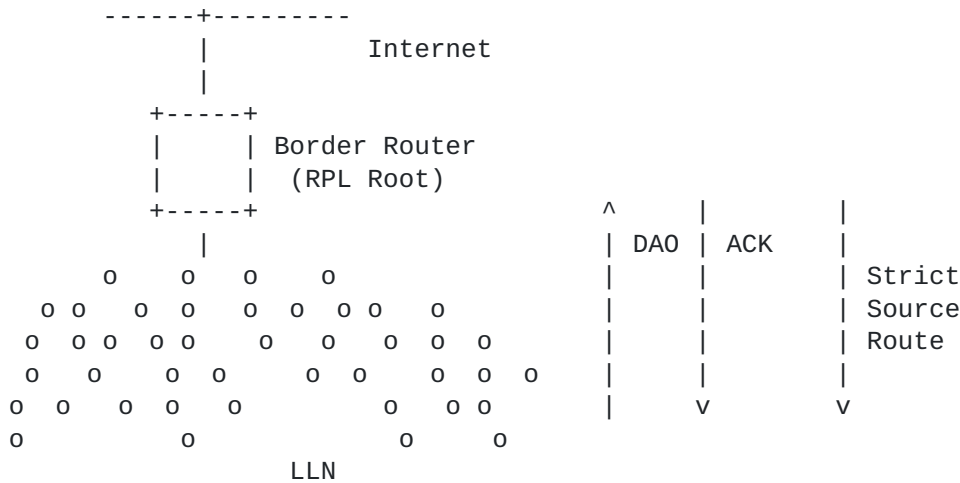 Internet
Border Router
(RPL Root)
DAO ACK
Strict
Source
Route
LLN